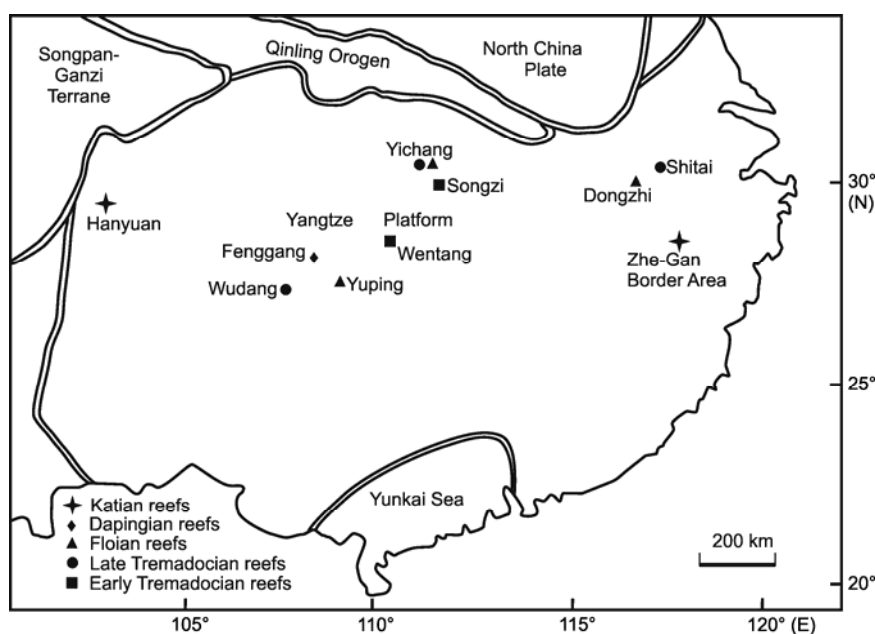 Songpan-
Ganzi
Terrane
Qinling Orogen
North China
Plate
Yichang
Songzi
Shitai
Dongzhi
30°
(N)
Hanyuan
Yangtze Platform
Fenggang
Wentang
Zhe-Gan
Border Area
Wudang
Yuping
25°
Yunkai Sea
Katian reefs
Dapingian reefs
Floian reefs
Late Tremadocian reefs
Early Tremadocian reefs
200 km
20°
105° 110° 115° 120° (E)